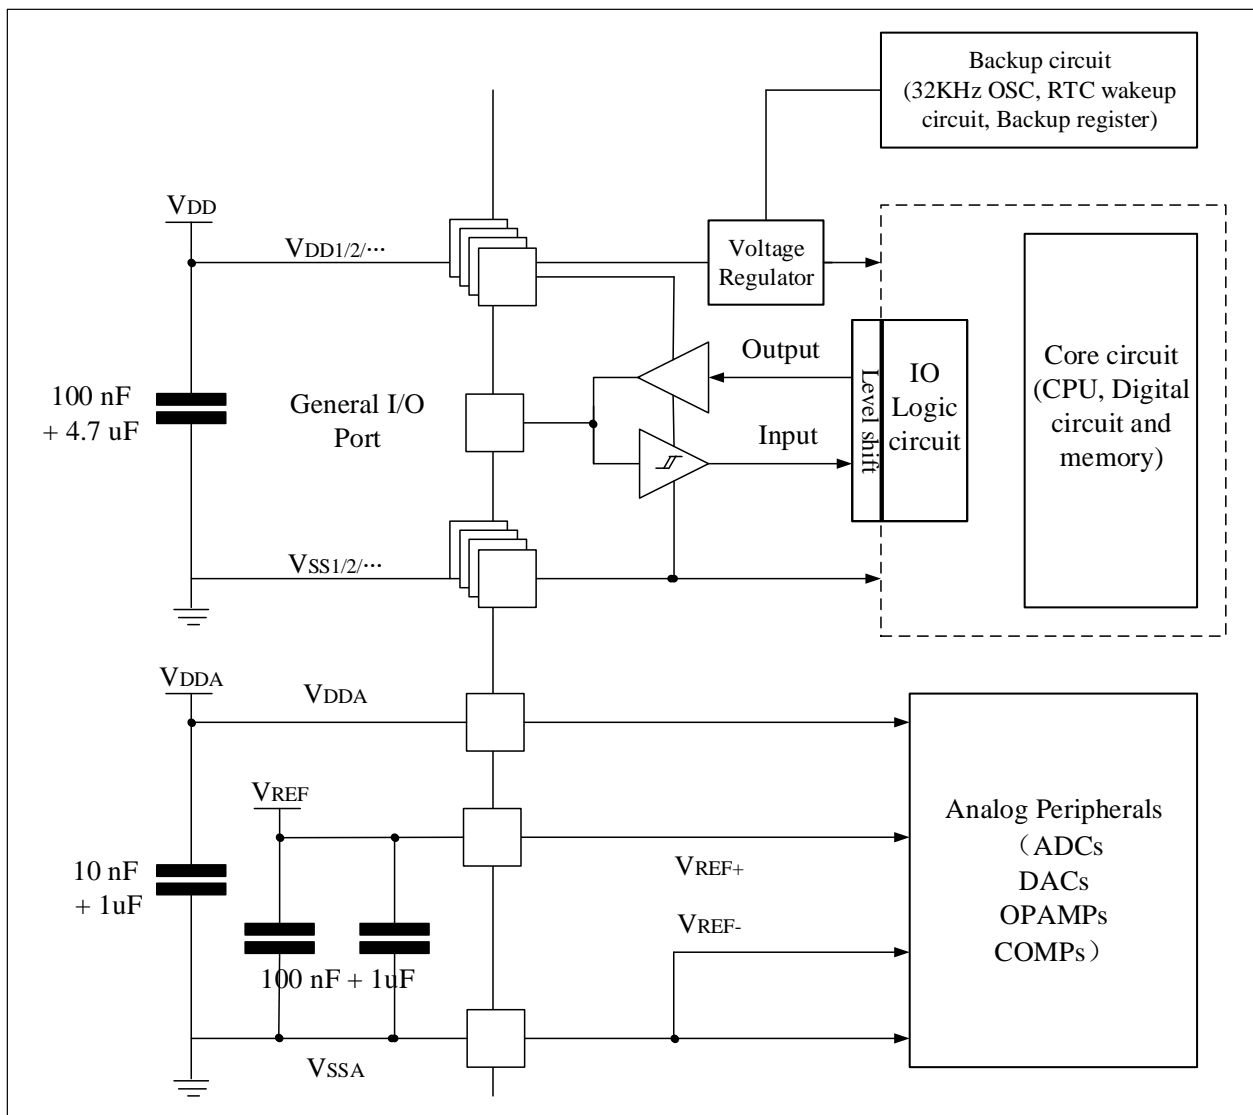 Backup circuit
(32KHz OSC, RTC wakeup
circuit, Backup register)
VDD
VDD1/2/···
Voltage
Regulator
100 nF
+ 4.7 uF
General I/O
Port
Output
Input
Level shift
IO
Logic
circuit
Core circuit
(CPU, Digital
circuit and
memory)
VSS1/2/···
VDDA
VDDA
VREF
10 nF
+ 1uF
100 nF + 1uF
VREF+
VREF-
Analog Peripherals
(ADCs
DACs
OPAMPs
COMPs)
VSSA